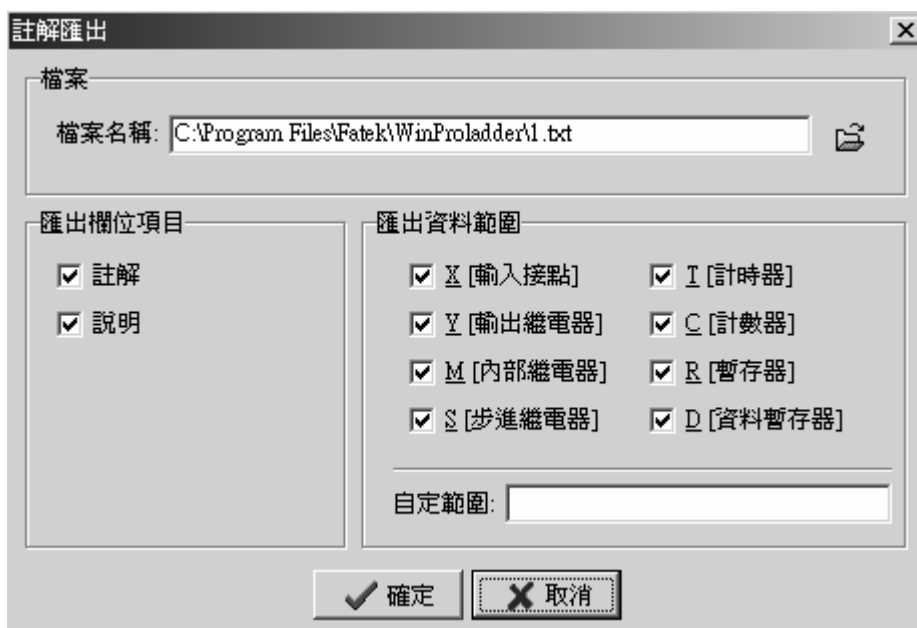 註解匯出
檔案
檔案名稱: C:\Program Files\Fatek\WinProladder\1.txt
匯出欄位項目
註解
說明
匯出資料範圍
X [輸入接點] T [計時器]
Y [輸出繼電器] C [計數器]
M [內部繼電器] R [暫存器]
S [步進繼電器] D [資料暫存器]
自定範圍:
確定 取消